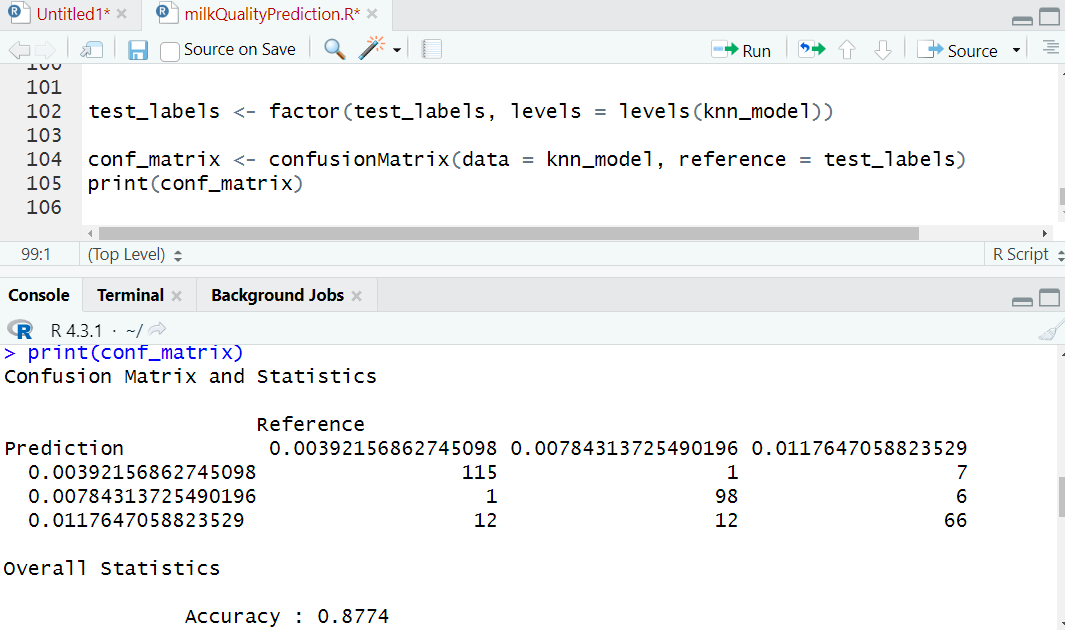 Untitled1*
milkQualityPrediction.R*
Source on Save
Run
Source
100
101
102 test_labels <- factor(test_labels, levels = levels(knn_model))
103
104 conf_matrix <- confusionMatrix(data = knn_model, reference = test_labels)
105 print(conf_matrix)
106
99:1 (Top Level) R Script
Console Terminal Background Jobs
R 4.3.1 · ~/
> print(conf_matrix)
Confusion Matrix and Statistics
Reference
Prediction 0.00392156862745098 0.00784313725490196 0.0117647058823529
0.00392156862745098 115 1 7
0.00784313725490196 1 98 6
0.0117647058823529 12 12 66
Overall Statistics
Accuracy : 0.8774